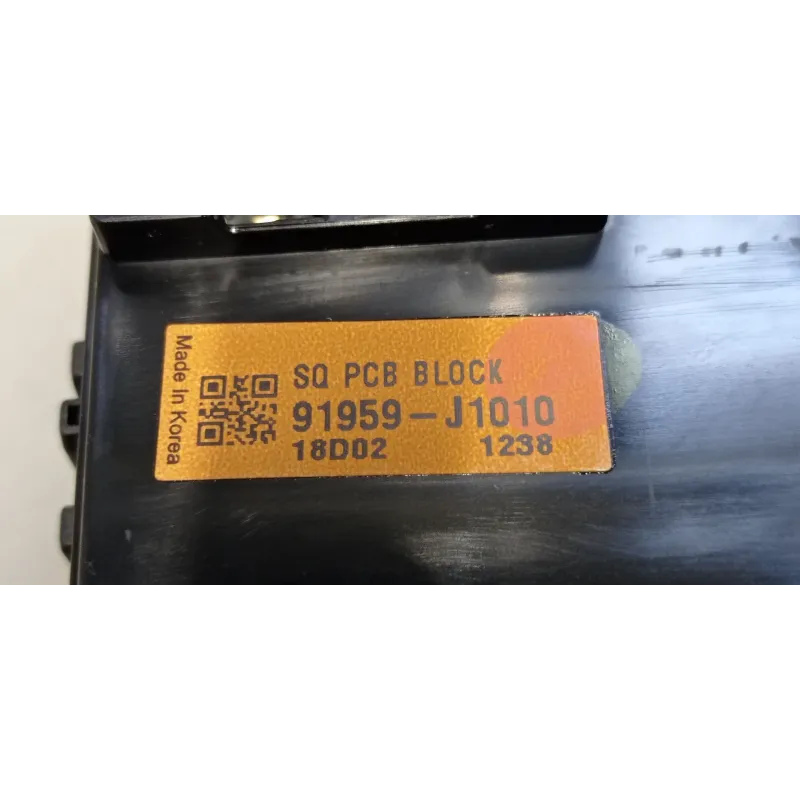 Made In Korea
SQ PCB BLOCK
91959-J1010
18D02 1238